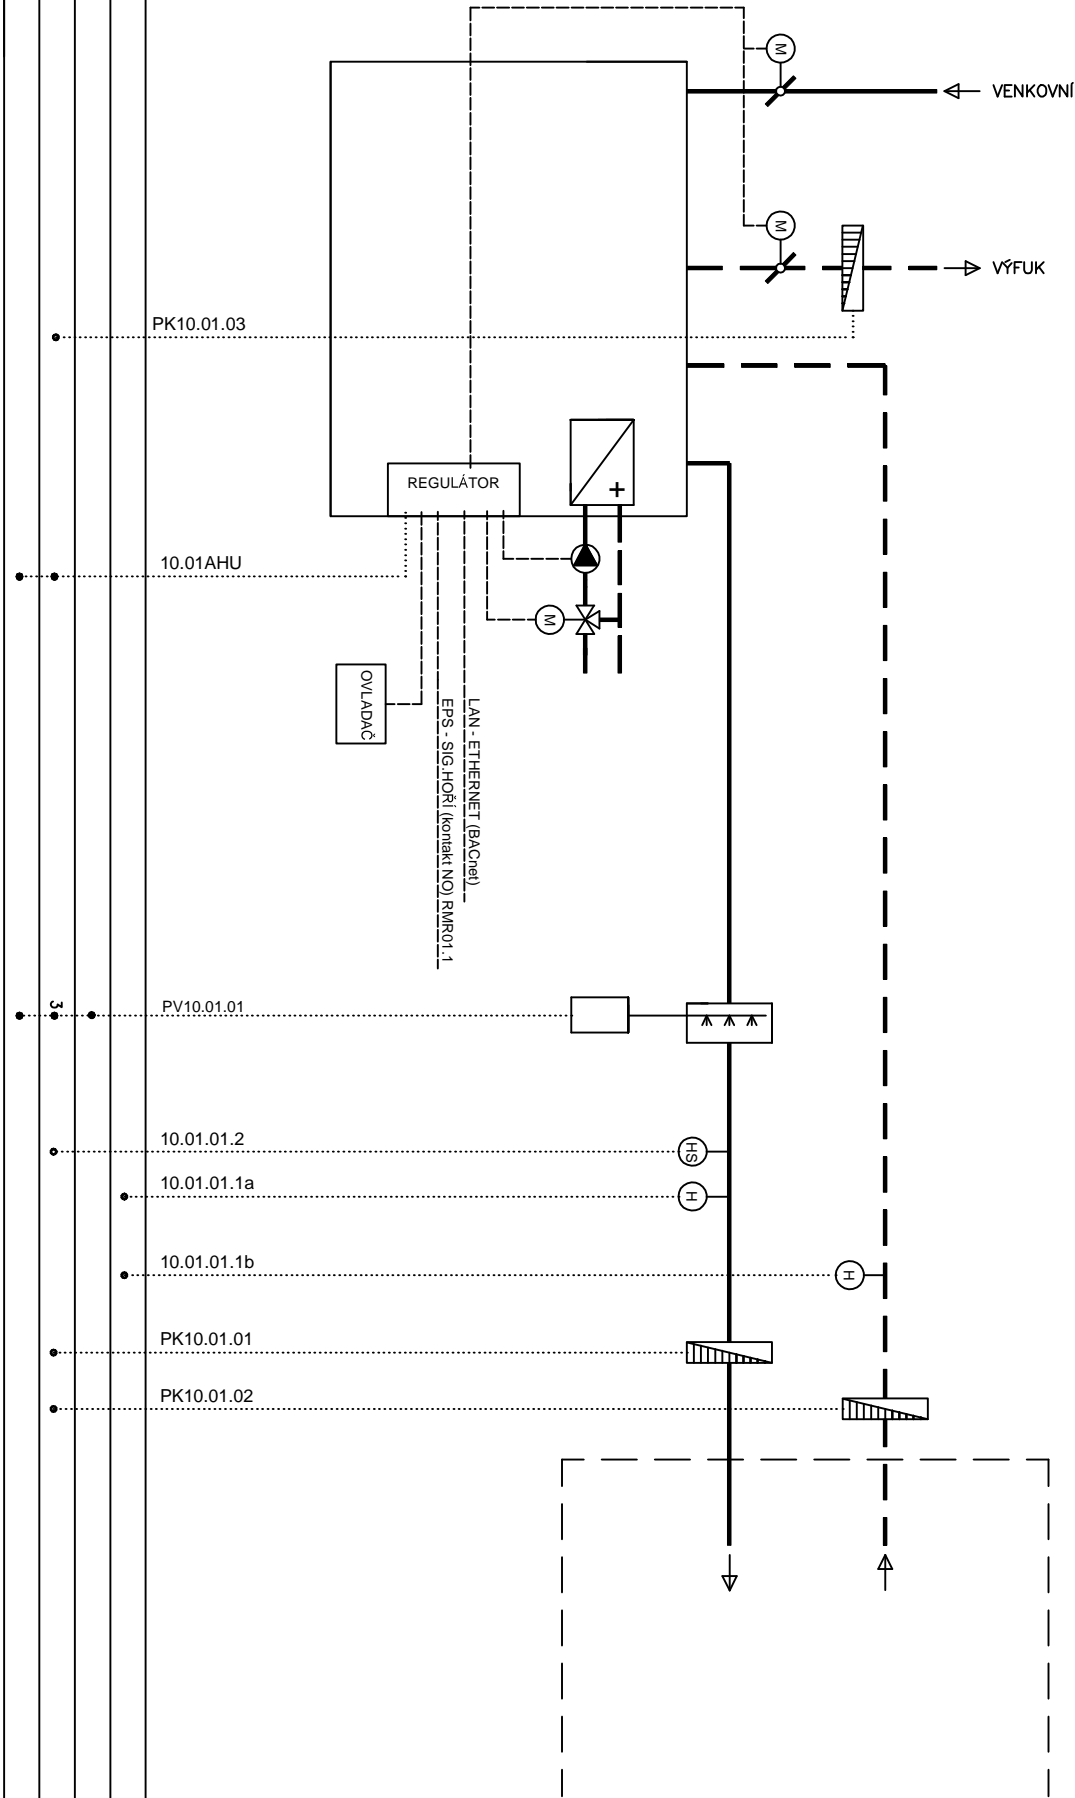 M
VENKOVNÍ
M
VÝFUK
PK10.01.03
+
REGULÁTOR
10.01AHU
M
OVLADAČ
LAN - ETHERNET (BACnet)
EPS - SIG.HOŘÍ (kontakt NO) RMR01.1
3
PV10.01.01
10.01.01.2
HS
10.01.01.1a
H
10.01.01.1b
H
PK10.01.01
PK10.01.02